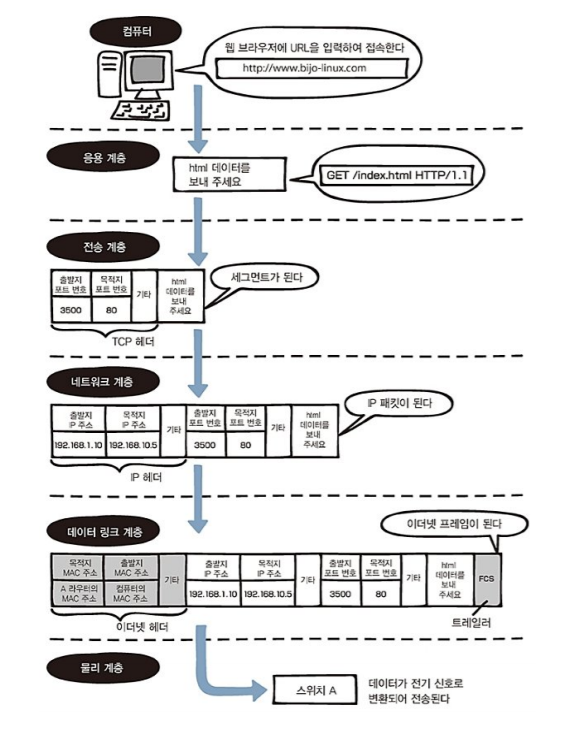 컴퓨터
웹 브라우저에 URL을 입력하여 접속한다
http://www.bijo-linux.com
응용 계층
html 데이터를
보내 주세요
GET /index.html HTTP/1.1
전송 계층
출발지
포트 번호
목적지
포트 번호
기타
html
데이터를
보내
주세요
3500
80
세그먼트가 된다
TCP 헤더
네트워크 계층
출발지
IP 주소
목적지
IP 주소
기타
출발지
포트 번호
목적지
포트 번호
기타
html
데이터를
보내
주세요
192.168.1.10
192.168.10.5
3500
80
IP 패킷이 된다
IP 헤더
데이터 링크 계층
이더넷 프레임이 된다
목적지
MAC 주소
출발지
MAC 주소
기타
출발지
IP 주소
목적지
IP 주소
기타
출발지
포트 번호
목적지
포트 번호
기타
html
데이터를
보내
주세요
FCS
A 라우터의
MAC 주소
컴퓨터의
MAC 주소
192.168.1.10
192.168.10.5
3500
80
이더넷 헤더
트레일러
물리 계층
스위치 A
데이터가 전기 신호로
변환되어 전송된다